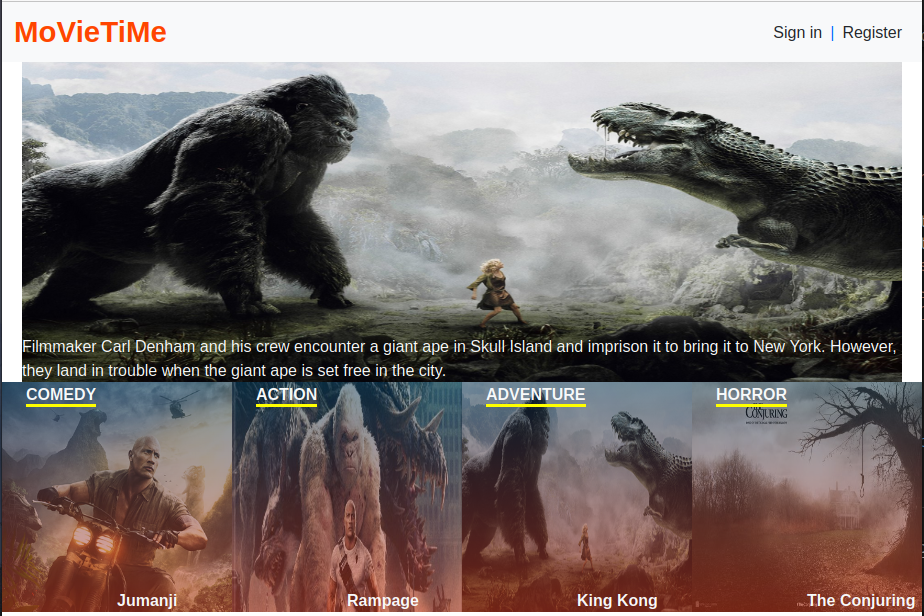 MoVieTiMe
Sign in | Register
Filmmaker Carl Denham and his crew encounter a giant ape in Skull Island and imprison it to bring it to New York. However,
they land in trouble when the giant ape is set free in the city.
COMEDY
ACTION
ADVENTURE
HORROR
CONJURING
Jumanji
Rampage
King Kong
The Conjuring